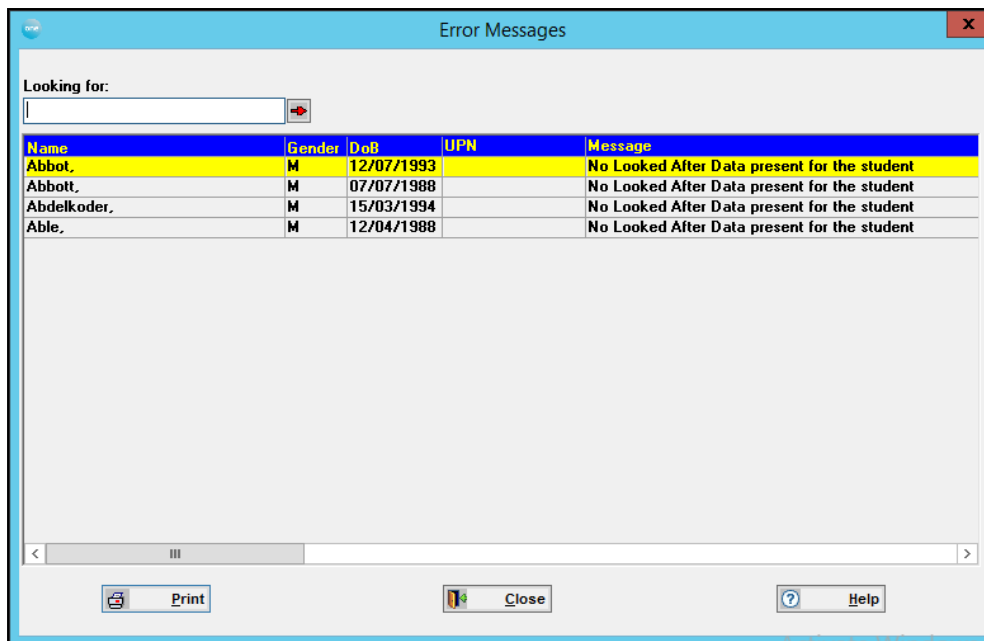 one
Error Messages
x
Looking for:
Name Gender DoB UPN Message
Abbot, M 12/07/1993 No Looked After Data present for the student
Abbott, M 07/07/1988 No Looked After Data present for the student
Abdelkoder, M 15/03/1994 No Looked After Data present for the student
Able, M 12/04/1988 No Looked After Data present for the student
Print Close Help